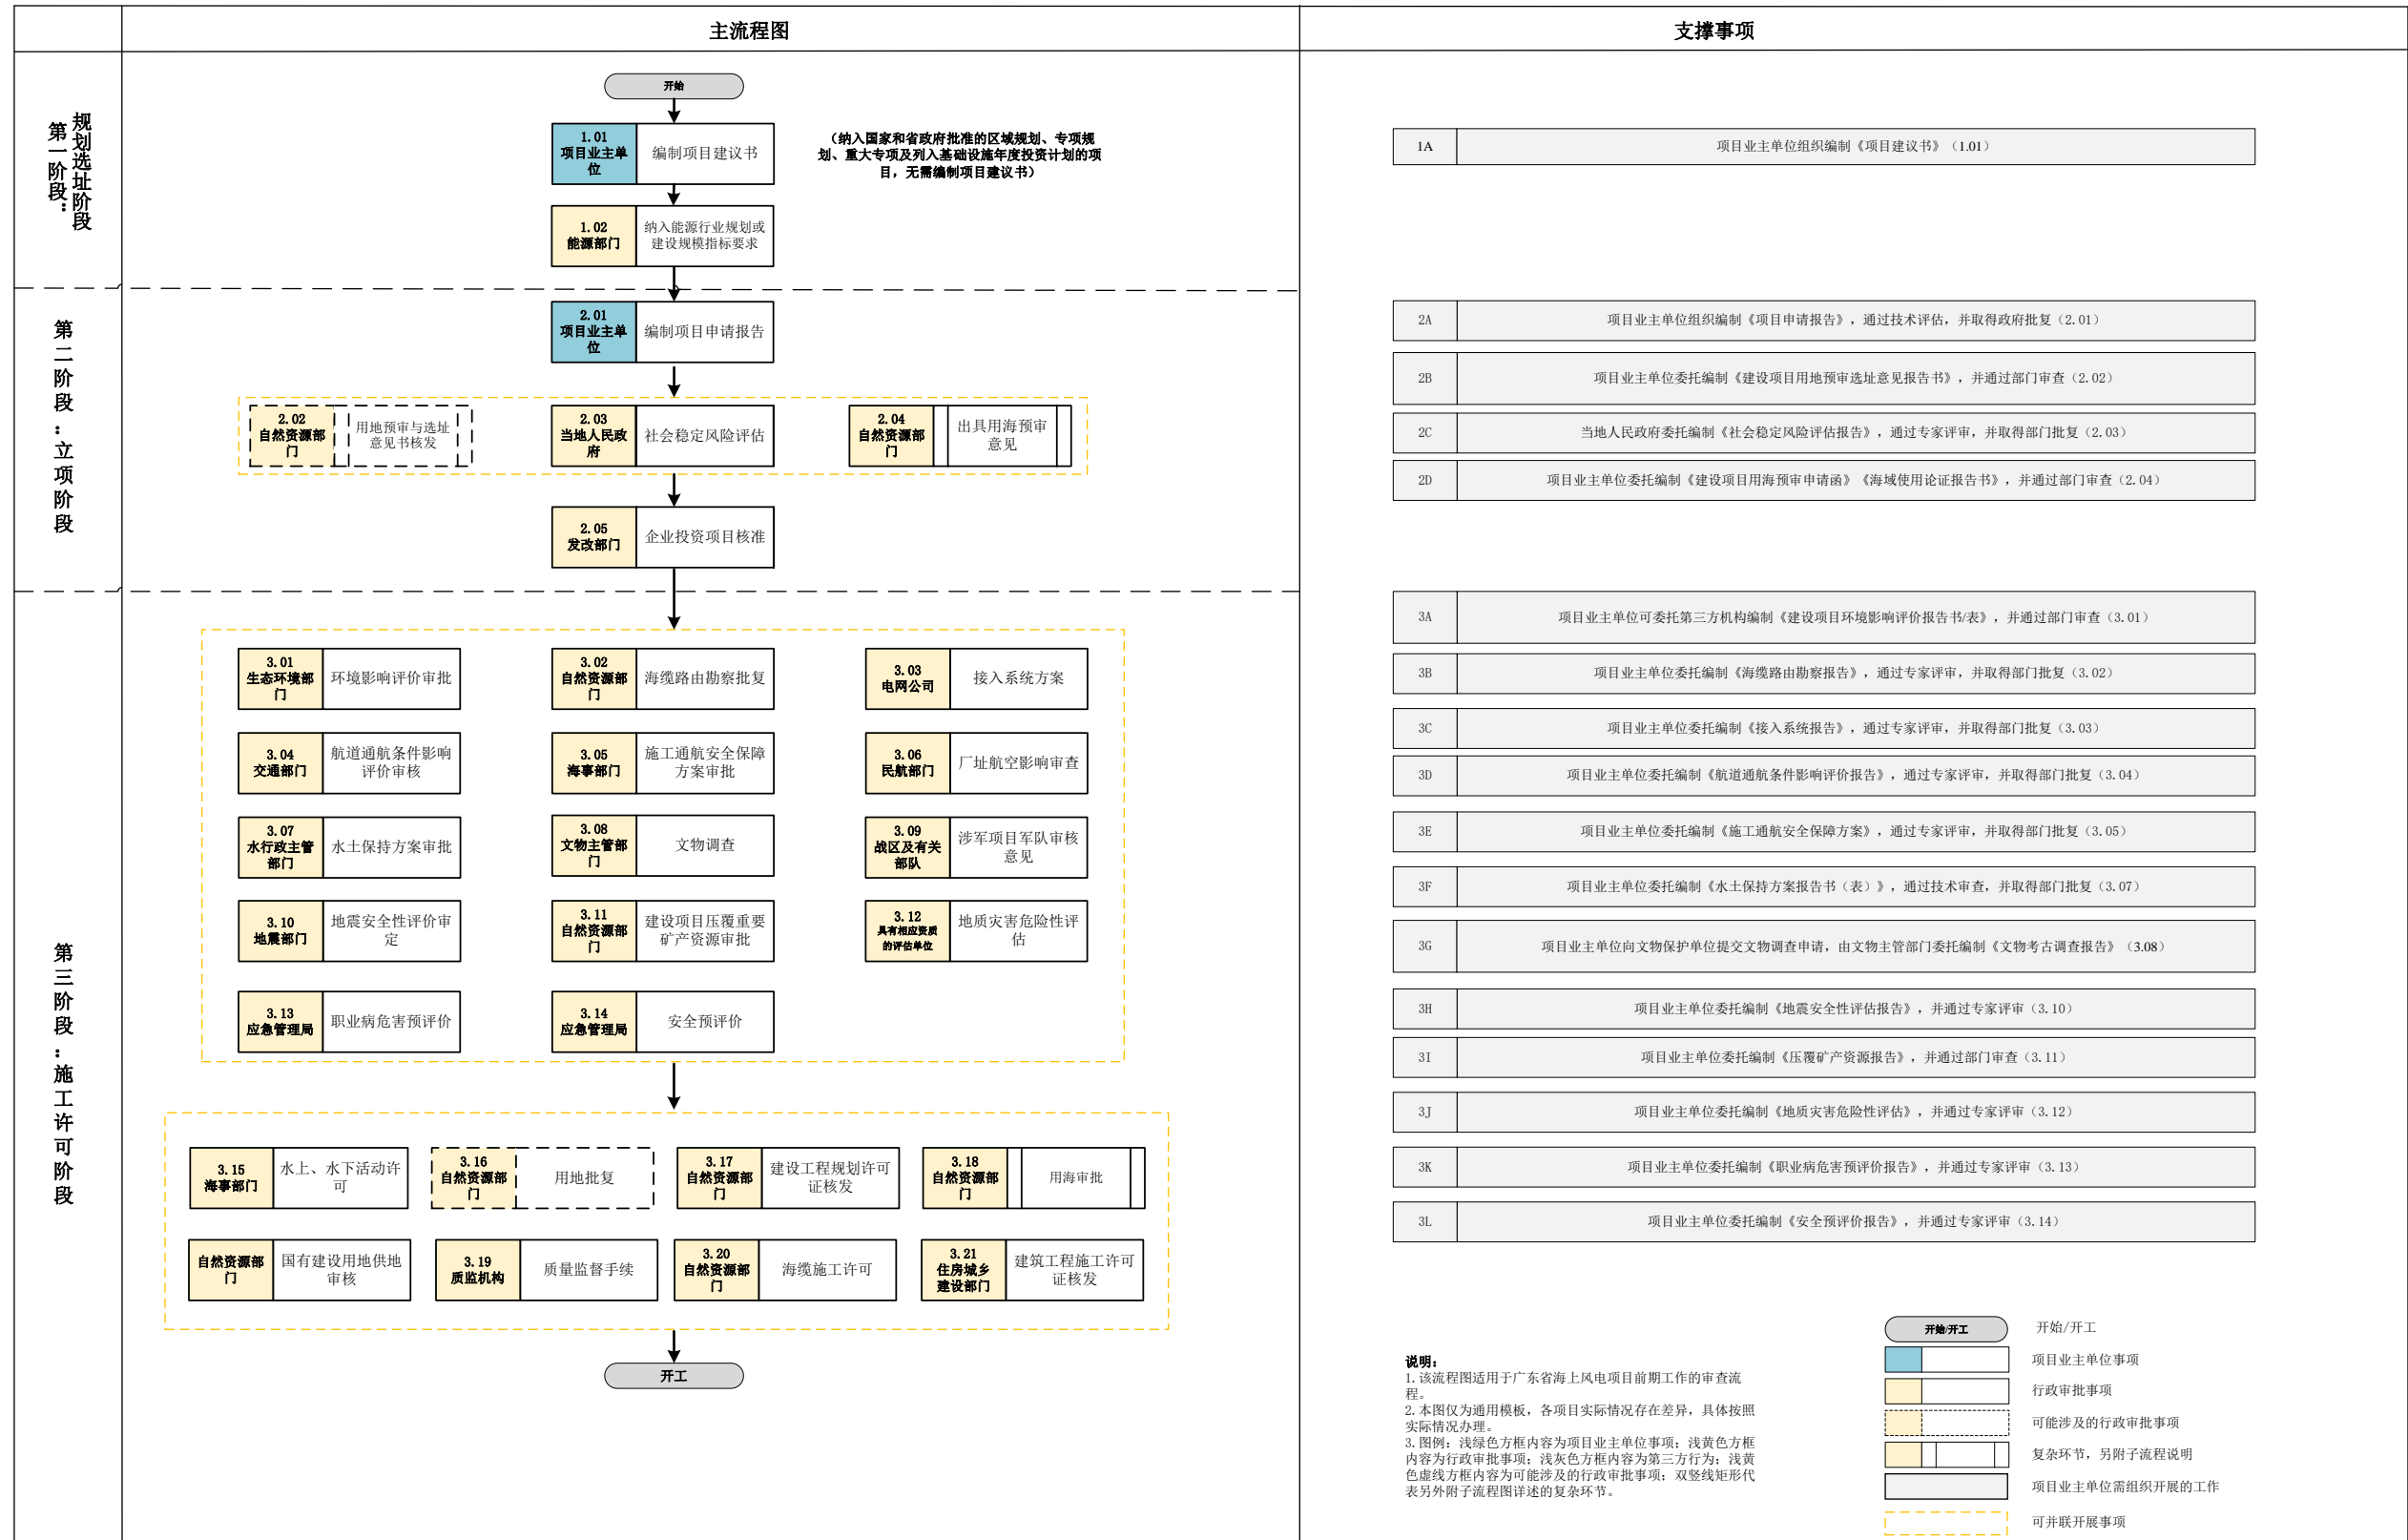 主流程图
支撑事项
第一阶段：
规划选址阶段
开始
1.01
项目业主单
位
编制项目建议书
（纳入国家和省政府批准的区域规划、专项规
划、重大专项及列入基础设施年度投资计划的项
目，无需编制项目建议书）
1.02
能源部门
纳入能源行业规划或
建设规模指标要求
1A
项目业主单位组织编制《项目建议书》（1.01）
第二阶段：立项阶段
2.01
项目业主单
位
编制项目申请报告
2.02
自然资源部
门
用地预审与选址
意见书核发
2.03
当地人民政
府
社会稳定风险评估
2.04
自然资源部
门
出具用海预审
意见
2.05
发改部门
企业投资项目核准
2A
项目业主单位组织编制《项目申请报告》，通过技术评估，并取得政府批复（2.01）
2B
项目业主单位委托编制《建设项目用地预审选址意见报告书》，并通过部门审查（2.02）
2C
当地人民政府委托编制《社会稳定风险评估报告》，通过专家评审，并取得部门批复（2.03）
2D
项目业主单位委托编制《建设项目用海预审申请函》《海域使用论证报告书》，并通过部门审查（2.04）
第三阶段：施工许可阶段
3.01
生态环境部
门
环境影响评价审批
3.02
自然资源部
门
海缆路由勘察批复
3.03
电网公司
接入系统方案
3.04
交通部门
航道通航条件影响
评价审核
3.05
海事部门
施工通航安全保障
方案审批
3.06
民航部门
厂址航空影响审查
3.07
水行政主管
部门
水土保持方案审批
3.08
文物主管部
门
文物调查
3.09
战区及有关
部队
涉军项目军队审核
意见
3.10
地震部门
地震安全性评价审
定
3.11
自然资源部
门
建设项目压覆重要
矿产资源审批
3.12
具有相应资质
的评估单位
地质灾害危险性评
估
3.13
应急管理局
职业病危害预评价
3.14
应急管理局
安全预评价
3.15
海事部门
水上、水下活动许
可
3.16
自然资源部
门
用地批复
3.17
自然资源部
门
建设工程规划许可
证核发
3.18
自然资源部
门
用海审批
自然资源部
门
国有建设用地供地
审核
3.19
质监机构
质量监督手续
3.20
自然资源部
门
海缆施工许可
3.21
住房城乡
建设部门
建筑工程施工许可
证核发
开工
3A
项目业主单位可委托第三方机构编制《建设项目环境影响评价报告书/表》，并通过部门审查（3.01）
3B
项目业主单位委托编制《海缆路由勘察报告》，通过专家评审，并取得部门批复（3.02）
3C
项目业主单位委托编制《接入系统报告》，通过专家评审，并取得部门批复（3.03）
3D
项目业主单位委托编制《航道通航条件影响评价报告》，通过专家评审，并取得部门批复（3.04）
3E
项目业主单位委托编制《施工通航安全保障方案》，通过专家评审，并取得部门批复（3.05）
3F
项目业主单位委托编制《水土保持方案报告书（表）》，通过技术审查，并取得部门批复（3.07）
3G
项目业主单位向文物保护单位提交文物调查申请，由文物主管部门委托编制《文物考古调查报告》（3.08）
3H
项目业主单位委托编制《地震安全性评估报告》，并通过专家评审（3.10）
3I
项目业主单位委托编制《压覆矿产资源报告》，并通过部门审查（3.11）
3J
项目业主单位委托编制《地质灾害危险性评估》，并通过专家评审（3.12）
3K
项目业主单位委托编制《职业病危害预评价报告》，并通过专家评审（3.13）
3L
项目业主单位委托编制《安全预评价报告》，并通过专家评审（3.14）
说明：
1.该流程图适用于广东省海上风电项目前期工作的审查流
程。
2.本图仅为通用模板，各项目实际情况存在差异，具体按照
实际情况办理。
3.图例：浅绿色方框内容为项目业主单位事项；浅黄色方框
内容为行政审批事项；浅灰色方框内容为第三方行为；浅黄
色虚线方框内容为可能涉及的行政审批事项；双竖线矩形代
表另外附子流程图详述的复杂环节。
开始/开工
开始/开工
项目业主单位事项
行政审批事项
可能涉及的行政审批事项
复杂环节，另附子流程说明
项目业主单位需组织开展的工作
可并联开展事项